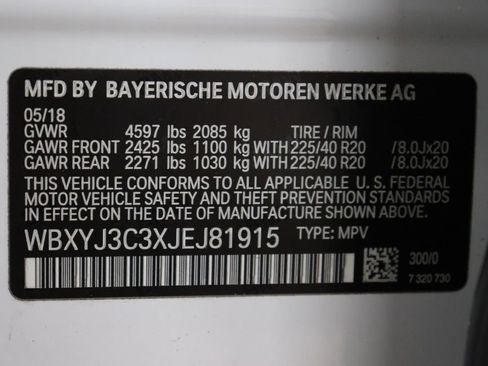 MFD BY BAYERISCHE MOTOREN WERKE AG
05/18
GVWR 4597 lbs 2085 kg TIRE / RIM
GAWR FRONT 2425 lbs 1100 kg WITH 225/40 R20 /8.0Jx20
GAWR REAR 2271 lbs 1030 kg WITH 225/40 R20 /8.0Jx20
THIS VEHICLE CONFORMS TO ALL APPLICABLE U.S. FEDERAL
MOTOR VEHICLE SAFETY AND THEFT PREVENTION STANDARDS IN
EFFECT ON THE DATE OF MANUFACTURE SHOWN ABOVE.
WBXYJ3C3XJEJ81915 TYPE: MPV
300/0
7 320 730